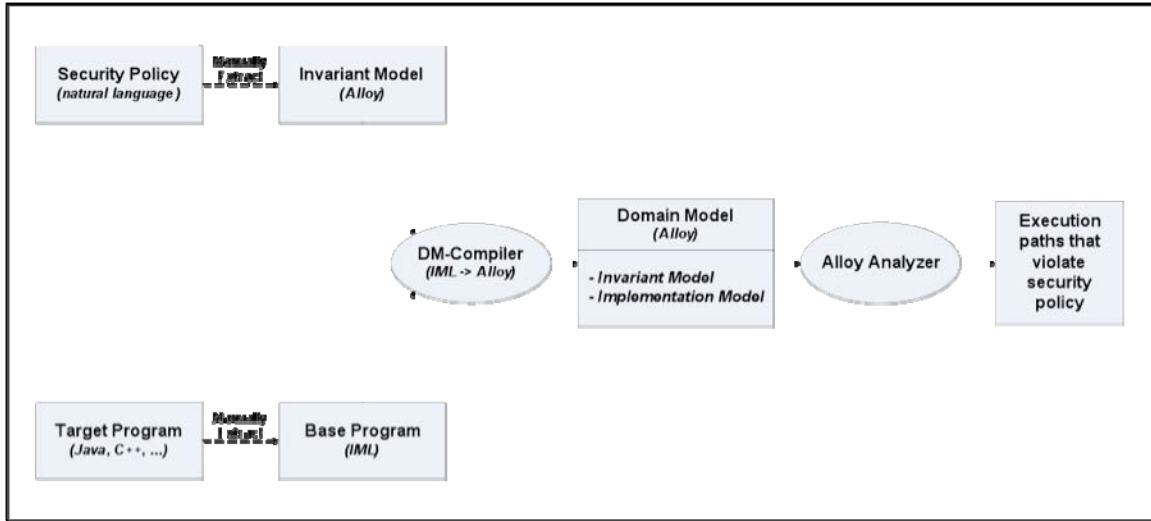 Security Policy
(natural language)
Manually
Extract
Invariant Model
(Alloy)
DM-Compiler
(IML -> Alloy)
Domain Model
(Alloy)
- Invariant Model
- Implementation Model
Alloy Analyzer
Execution
paths that
violate
security
policy
Target Program
(Java, C++, ...)
Manually
Extract
Base Program
(IML)